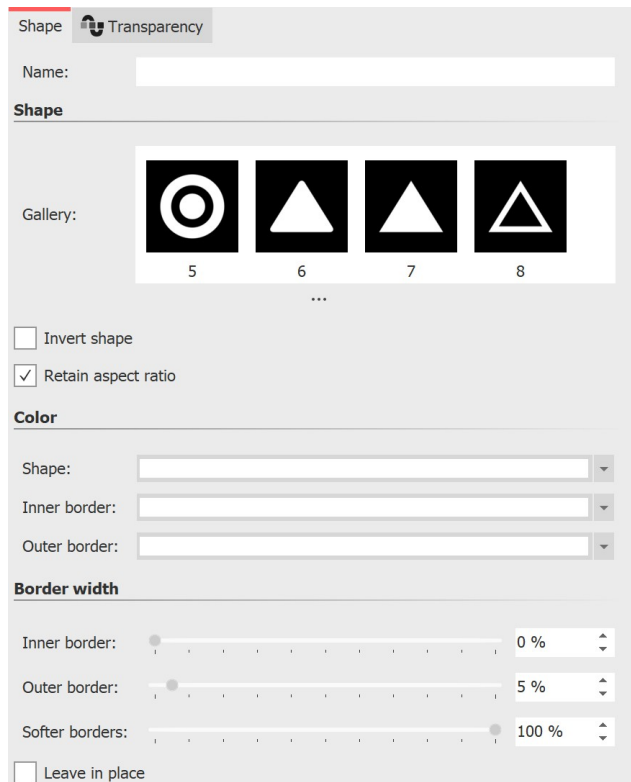 Shape Transparency
Name:
Shape
Gallery:
5 6 7 8
...
Invert shape
Retain aspect ratio
Color
Shape:
Inner border:
Outer border:
Border width
Inner border: 0 %
Outer border: 5 %
Softer borders: 100 %
Leave in place